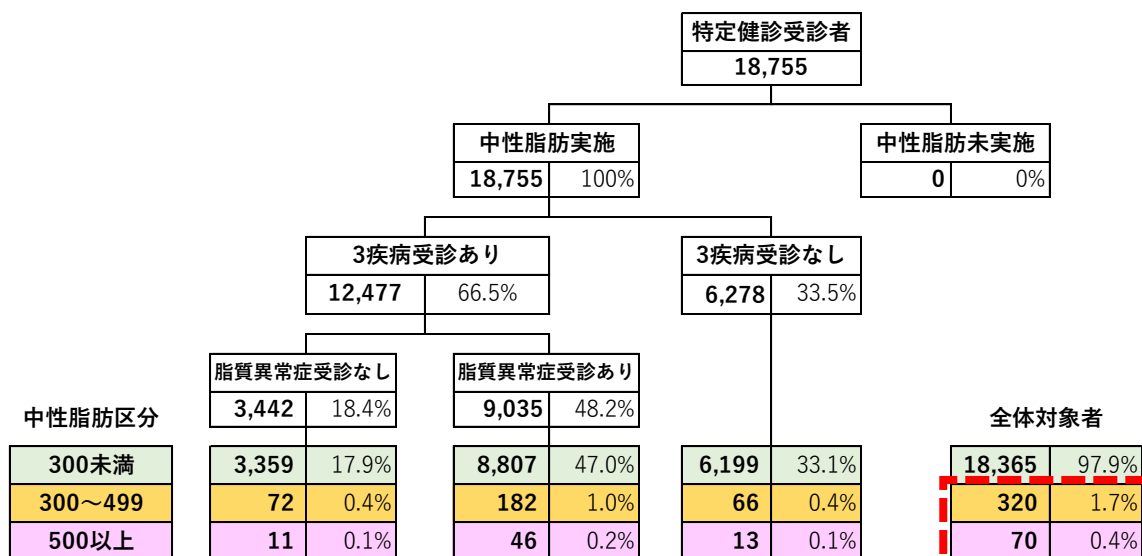 特定健診受診者
18,755
中性脂肪実施
18,755 100%
中性脂肪未実施
0 0%
3疾病受診あり
12,477 66.5%
3疾病受診なし
6,278 33.5%
脂質異常症受診なし
3,442 18.4%
脂質異常症受診あり
9,035 48.2%
中性脂肪区分
全体対象者
300未満 3,359 17.9% 8,807 47.0% 6,199 33.1% 18,365 97.9%
300～499 72 0.4% 182 1.0% 66 0.4% 320 1.7%
500以上 11 0.1% 46 0.2% 13 0.1% 70 0.4%